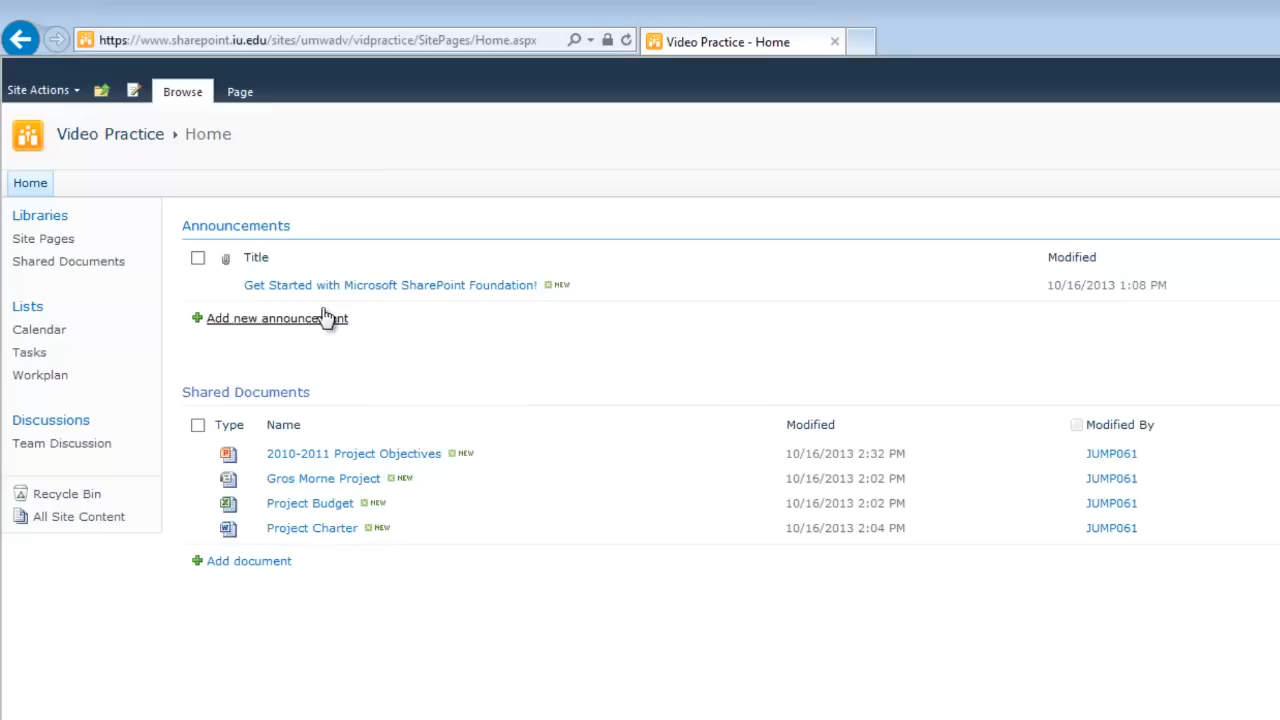 https://www.sharepoint.iu.edu/sites/umwadv/vidpractice/SitePages/Home.aspx
Video Practice - Home
Site Actions
Browse
Page
Video Practice
Home
Home
Libraries
Site Pages
Shared Documents
Lists
Calendar
Tasks
Workplan
Discussions
Team Discussion
Recycle Bin
All Site Content
Announcements
Title Modified
Get Started with Microsoft SharePoint Foundation! NEW 10/16/2013 1:08 PM
Add new announcement
Shared Documents
Type Name Modified Modified By
2010-2011 Project Objectives NEW 10/16/2013 2:32 PM JUMP061
Gros Morne Project NEW 10/16/2013 2:02 PM JUMP061
Project Budget NEW 10/16/2013 2:02 PM JUMP061
Project Charter NEW 10/16/2013 2:04 PM JUMP061
Add document